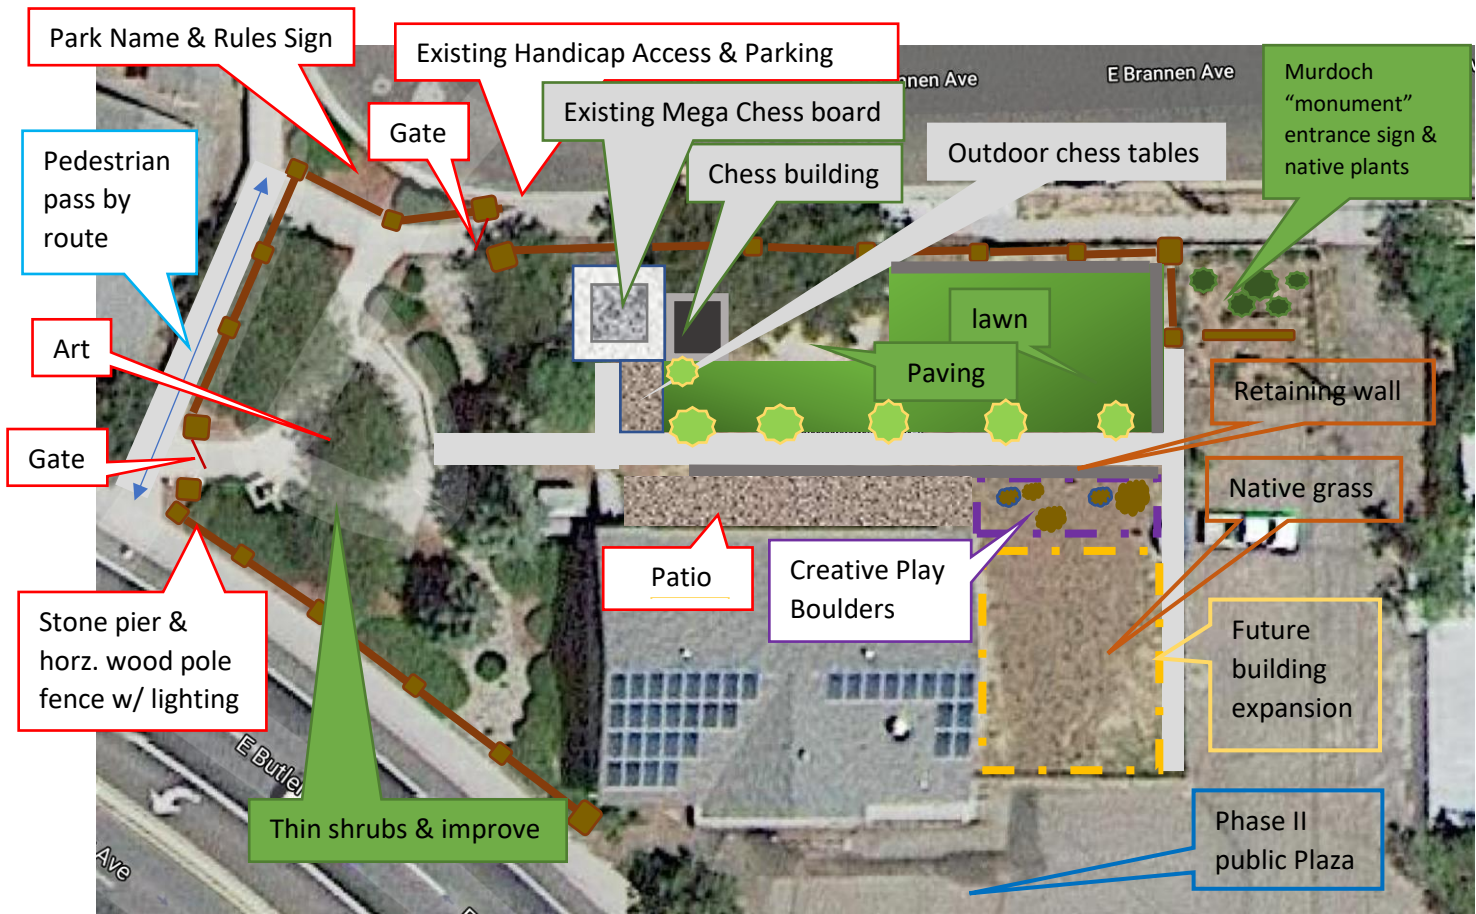 Park Name & Rules Sign
Existing Handicap Access & Parking
nnen Ave
E Brannen Ave
Murdoch
“monument”
entrance sign &
native plants
Existing Mega Chess board
Gate
Outdoor chess tables
Pedestrian
pass by
route
Chess building
lawn
Art
Paving
Retaining wall
Gate
Native grass
Patio
Creative Play
Boulders
Stone pier &
horz. wood pole
fence w/ lighting
Future
building
expansion
E Butler
Thin shrubs & improve
Phase II
public Plaza
Ave